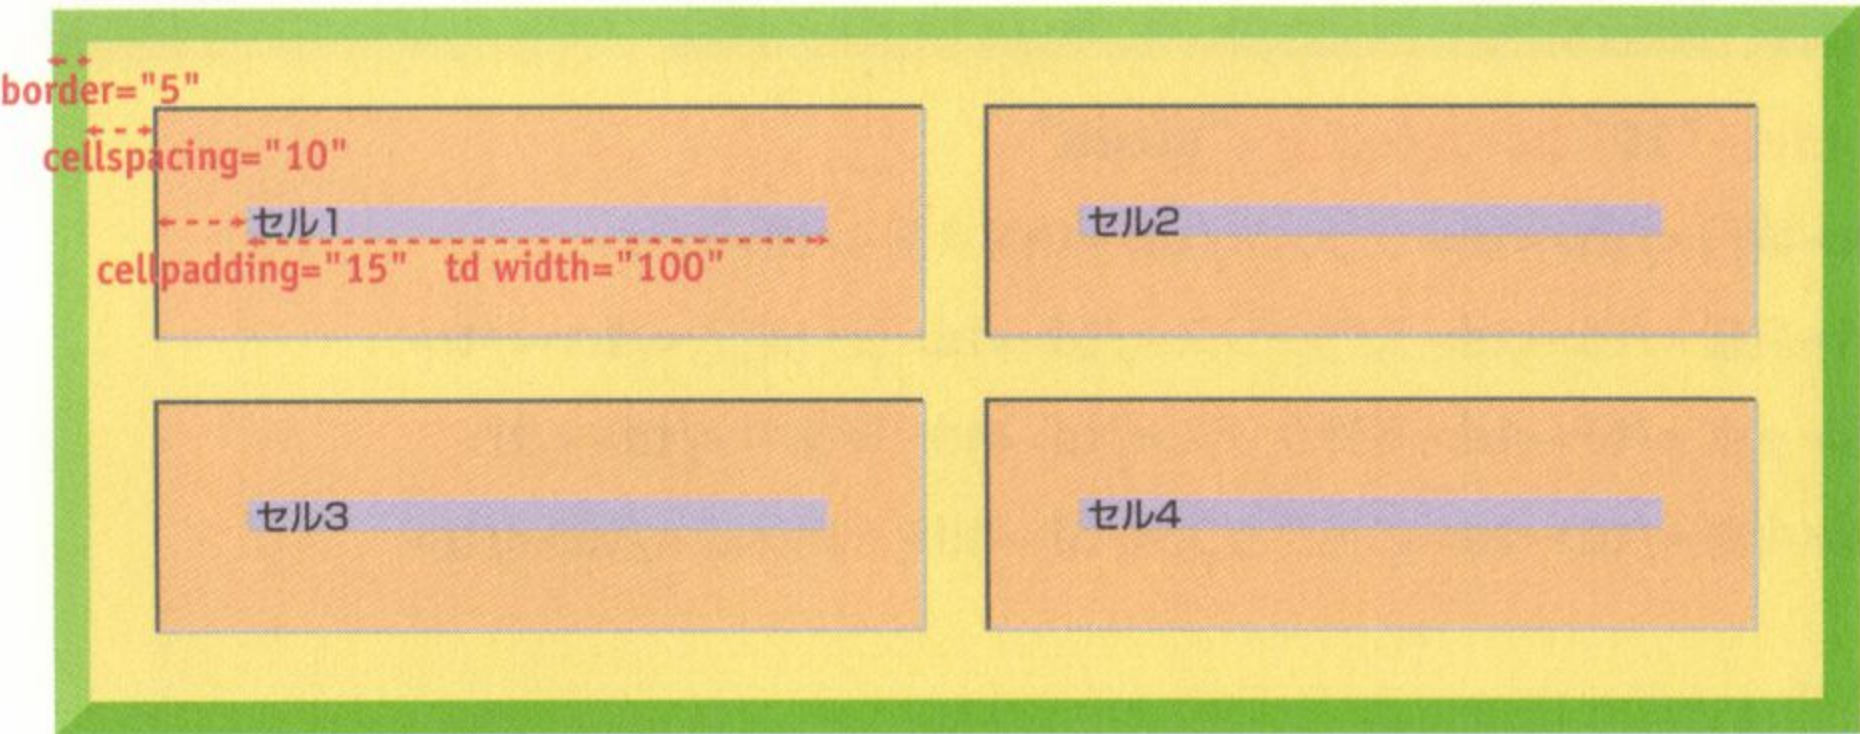 border="5"
cellspacing="10"
セル1
セル2
cellpadding="15" td width="100"
セル3
セル4